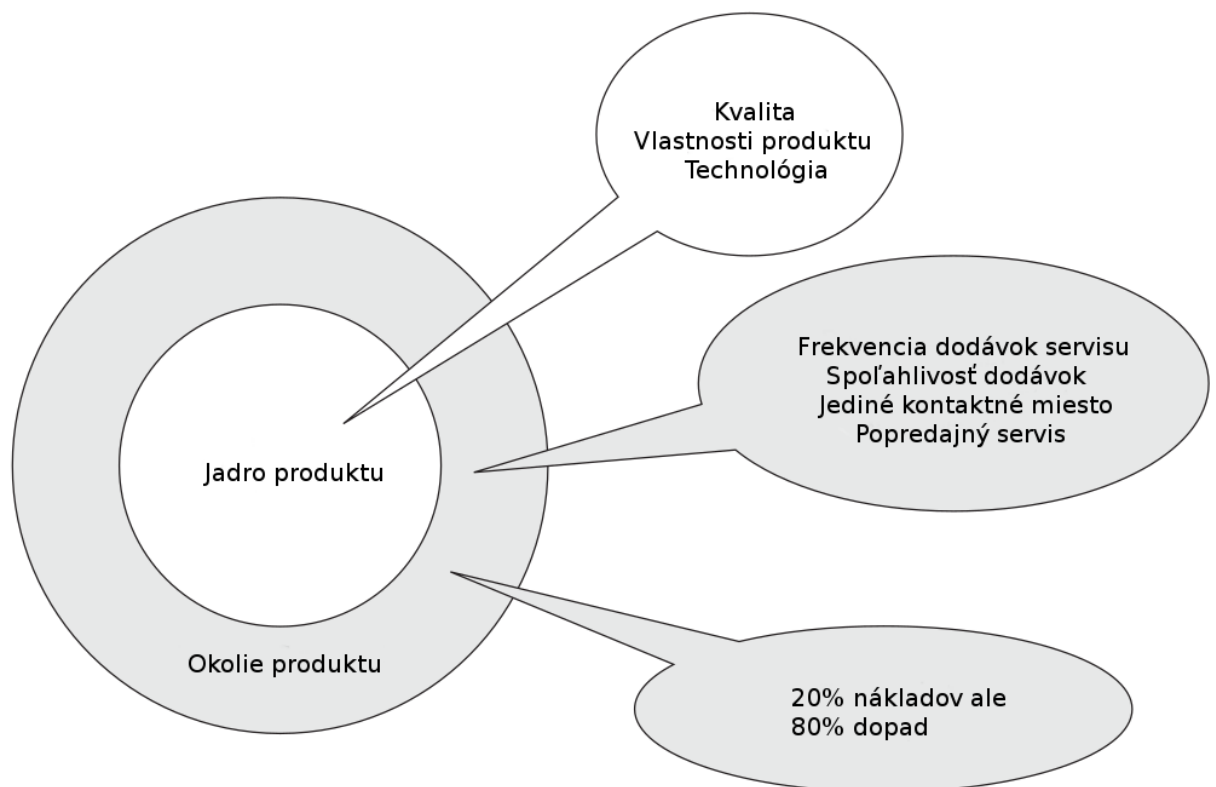 Kvalita
Vlastnosti produktu
Technológia
Frekvencia dodávok servisu
Spoľahlivosť dodávok
Jediné kontaktné miesto
Popredajný servis
Jadro produktu
Okolie produktu
20% nákladov ale
80% dopad